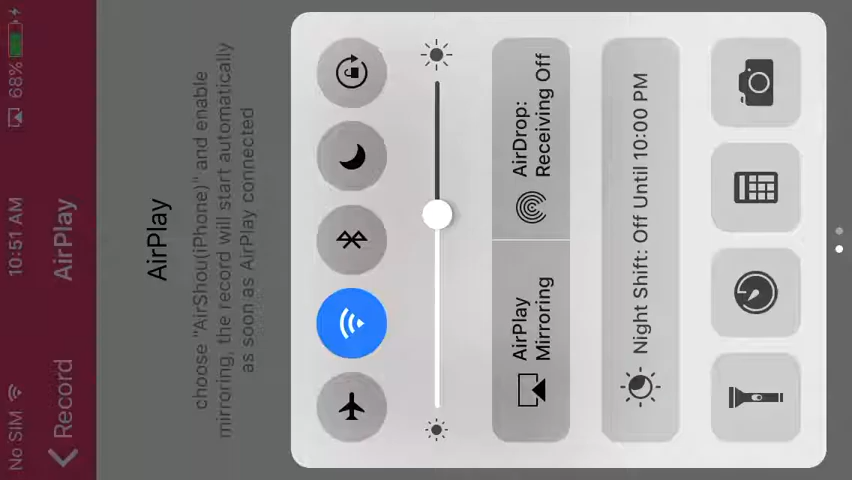 No SIM 10:51 AM 68%
Record AirPlay
AirPlay
choose "AirShou(iPhone)" and enable
mirroring, the record will start automatically
as soon as AirPlay connected
AirPlay
Mirroring
AirDrop:
Receiving Off
Night Shift: Off Until 10:00 PM